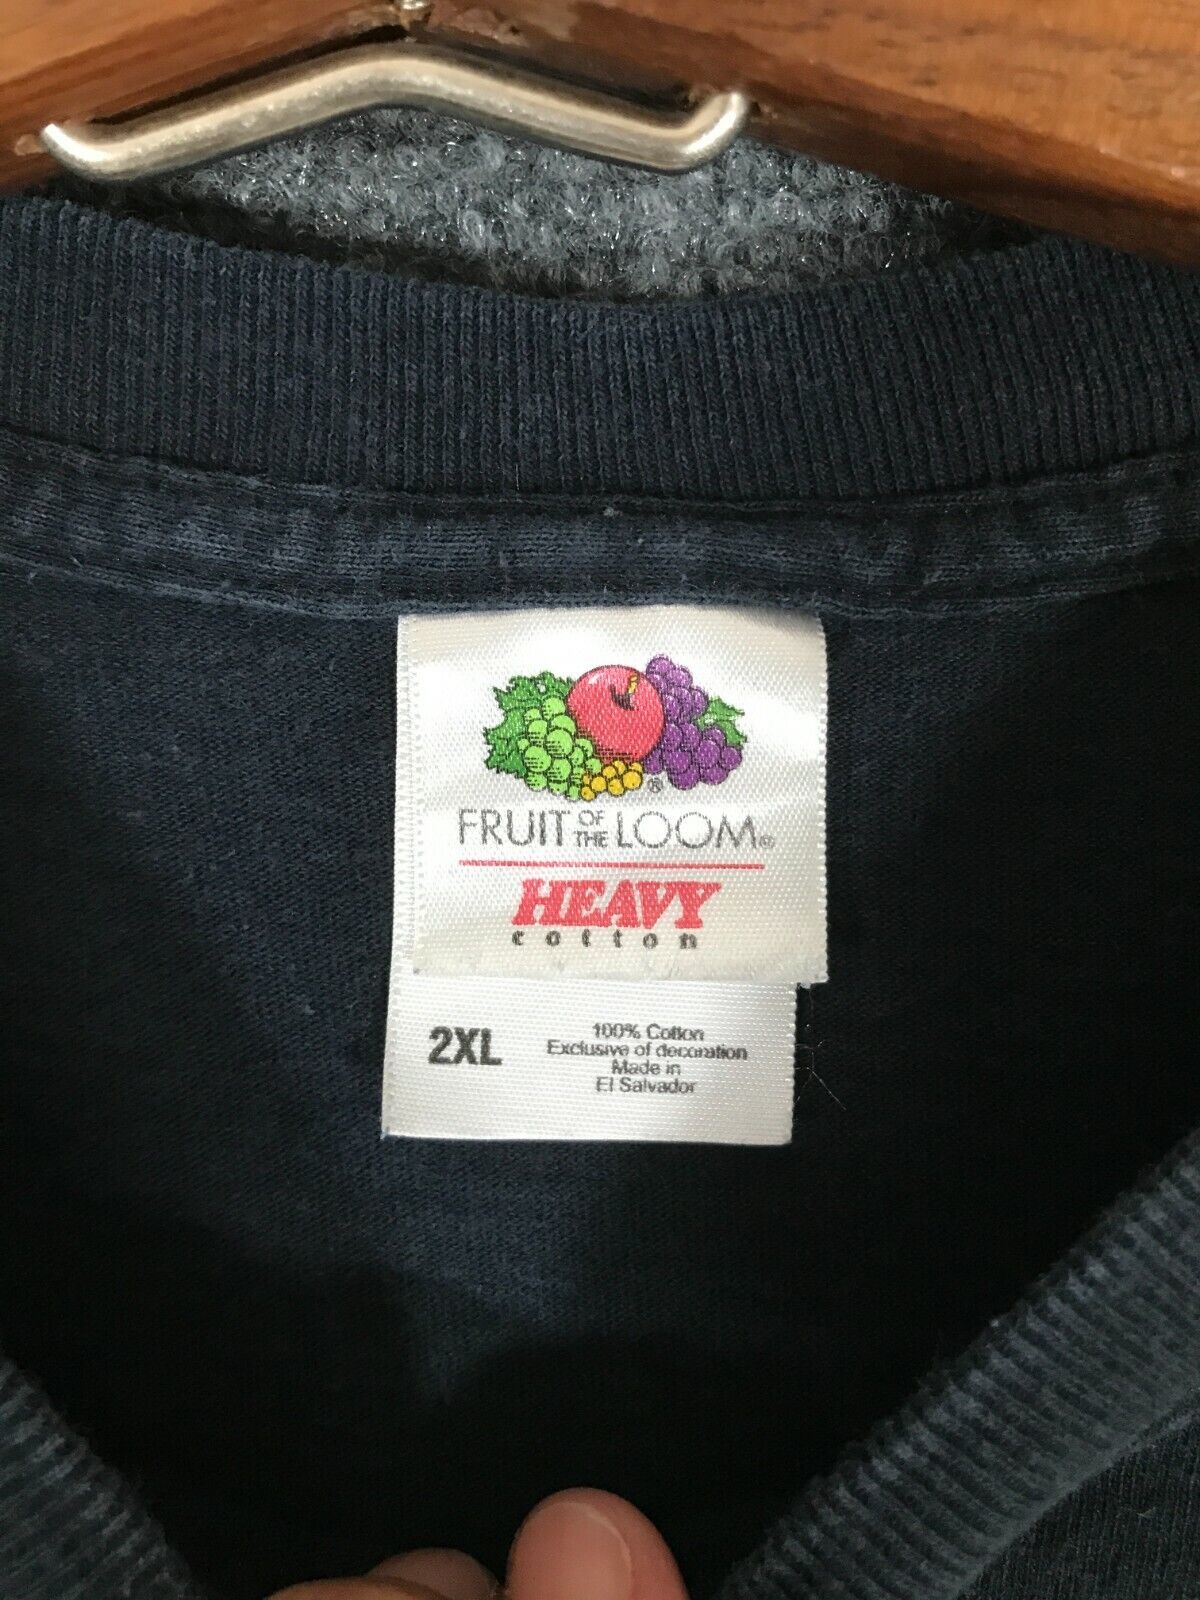 ®
FRUIT OF THE LOOM®
HEAVY
cotton
2XL
100% Cotton
Exclusive of decoration
Made in
El Salvador